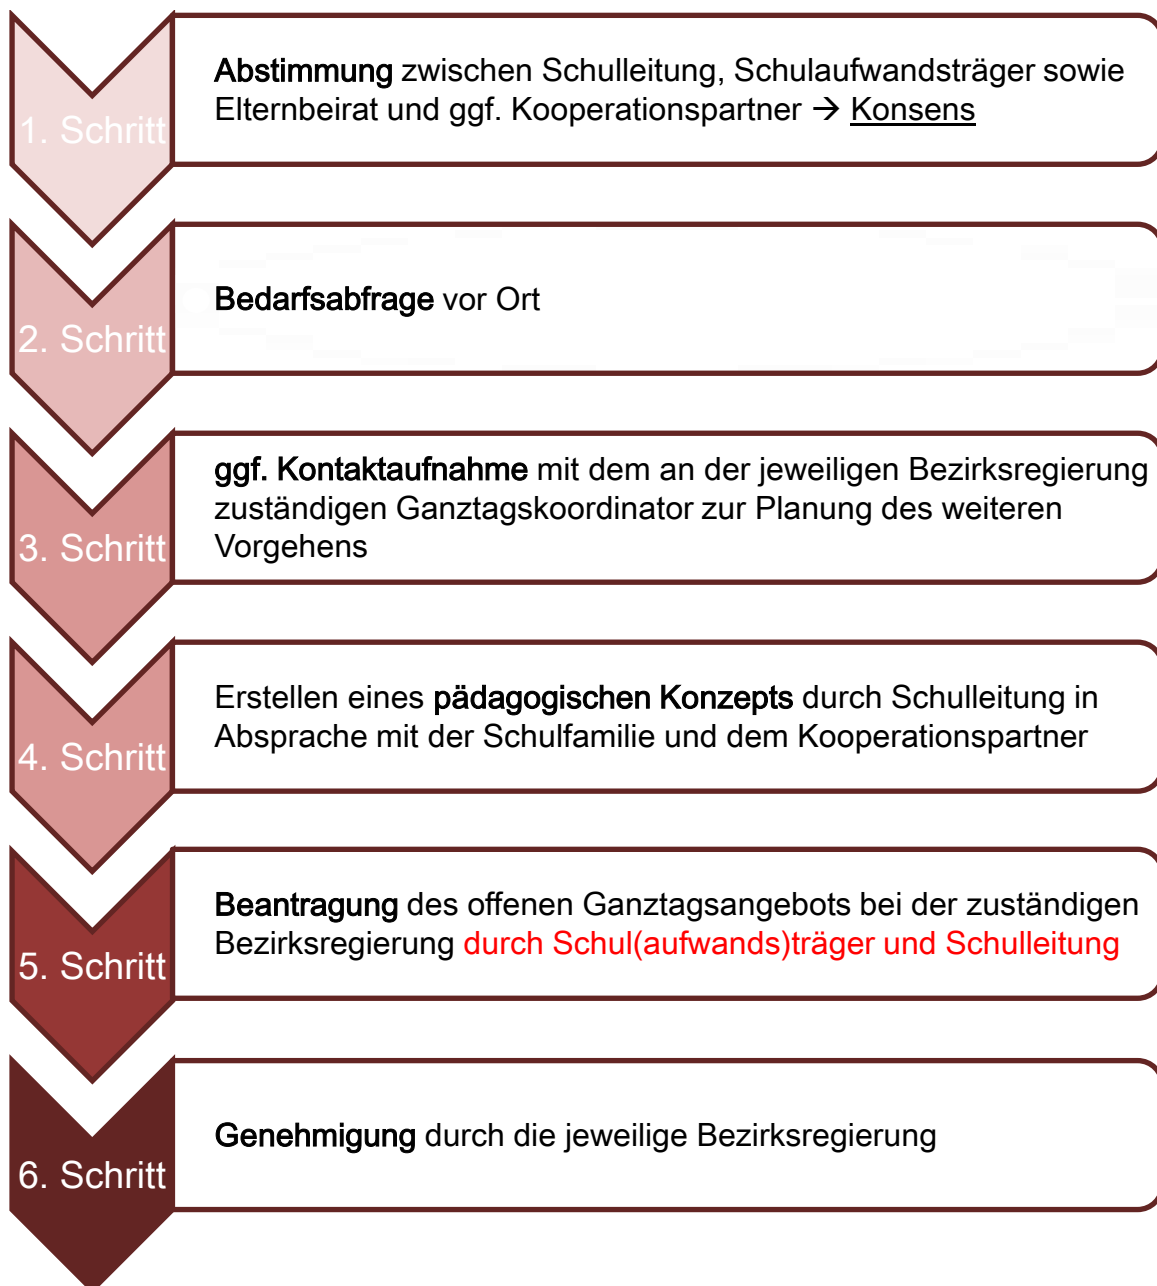 1. Schritt
Abstimmung zwischen Schulleitung, Schulaufwandsträger sowie
Elternbeirat und ggf. Kooperationspartner → Konsens
2. Schritt
Bedarfsabfrage vor Ort
3. Schritt
ggf. Kontaktaufnahme mit dem an der jeweiligen Bezirksregierung
zuständigen Ganztagskoordinator zur Planung des weiteren
Vorgehens
4. Schritt
Erstellen eines pädagogischen Konzepts durch Schulleitung in
Absprache mit der Schulfamilie und dem Kooperationspartner
5. Schritt
Beantragung des offenen Ganztagsangebots bei der zuständigen
Bezirksregierung durch Schul(aufwands)träger und Schulleitung
6. Schritt
Genehmigung durch die jeweilige Bezirksregierung